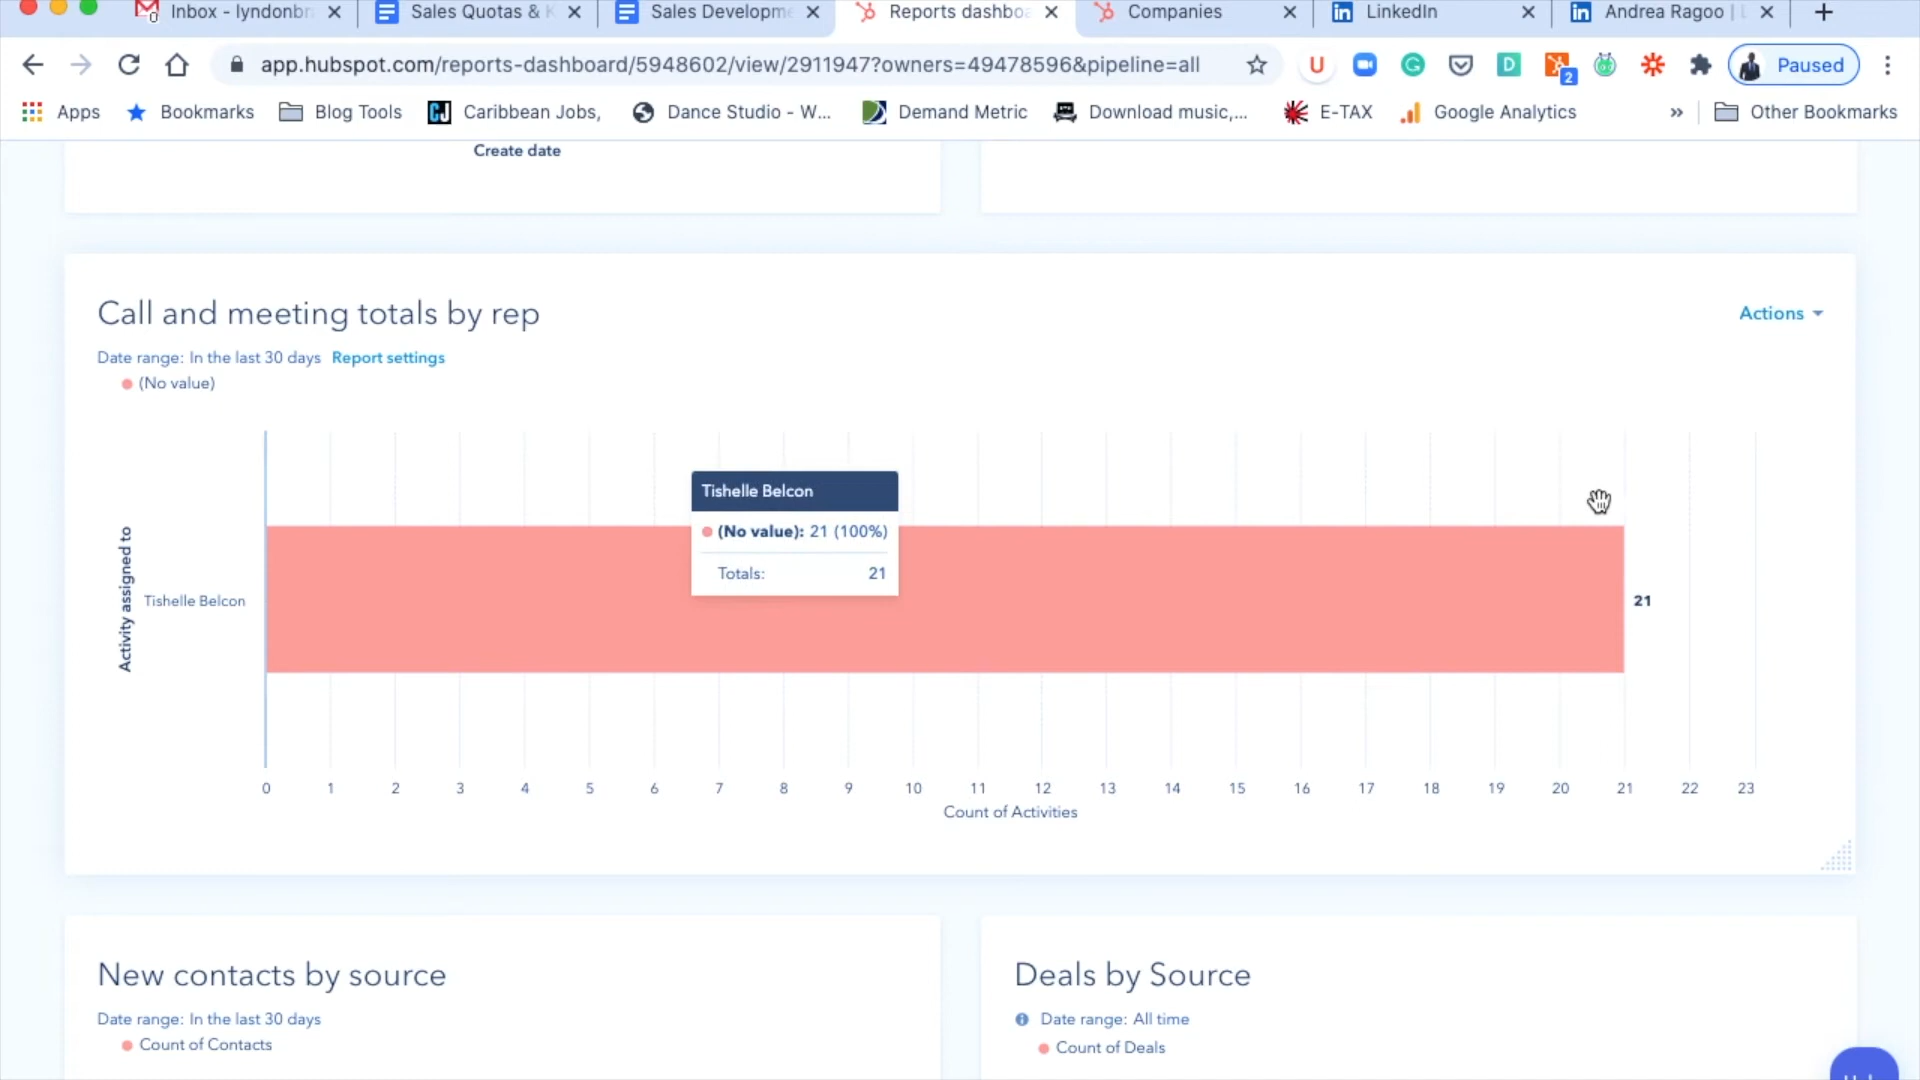 Inbox - lyndonbr
Sales Quotas & K
Sales Developme
Reports dashboa
Companies
LinkedIn
Andrea Ragoo | L
app.hubspot.com/reports-dashboard/5948602/view/2911947?owners=49478596&pipeline=all
U
D
2
Paused
Apps
Bookmarks
Blog Tools
CJ
Caribbean Jobs,
Dance Studio - W...
Demand Metric
Download music,...
E-TAX
Google Analytics
»
Other Bookmarks
Create date
Call and meeting totals by rep
Actions
Date range: In the last 30 days Report settings
(No value)
Tishelle Belcon
(No value): 21 (100%)
Totals: 21
Activity assigned to
Tishelle Belcon
21
0 1 2 3 4 5 6 7 8 9 10 11 12 13 14 15 16 17 18 19 20 21 22 23
Count of Activities
New contacts by source
Date range: In the last 30 days
Count of Contacts
Deals by Source
Date range: All time
Count of Deals